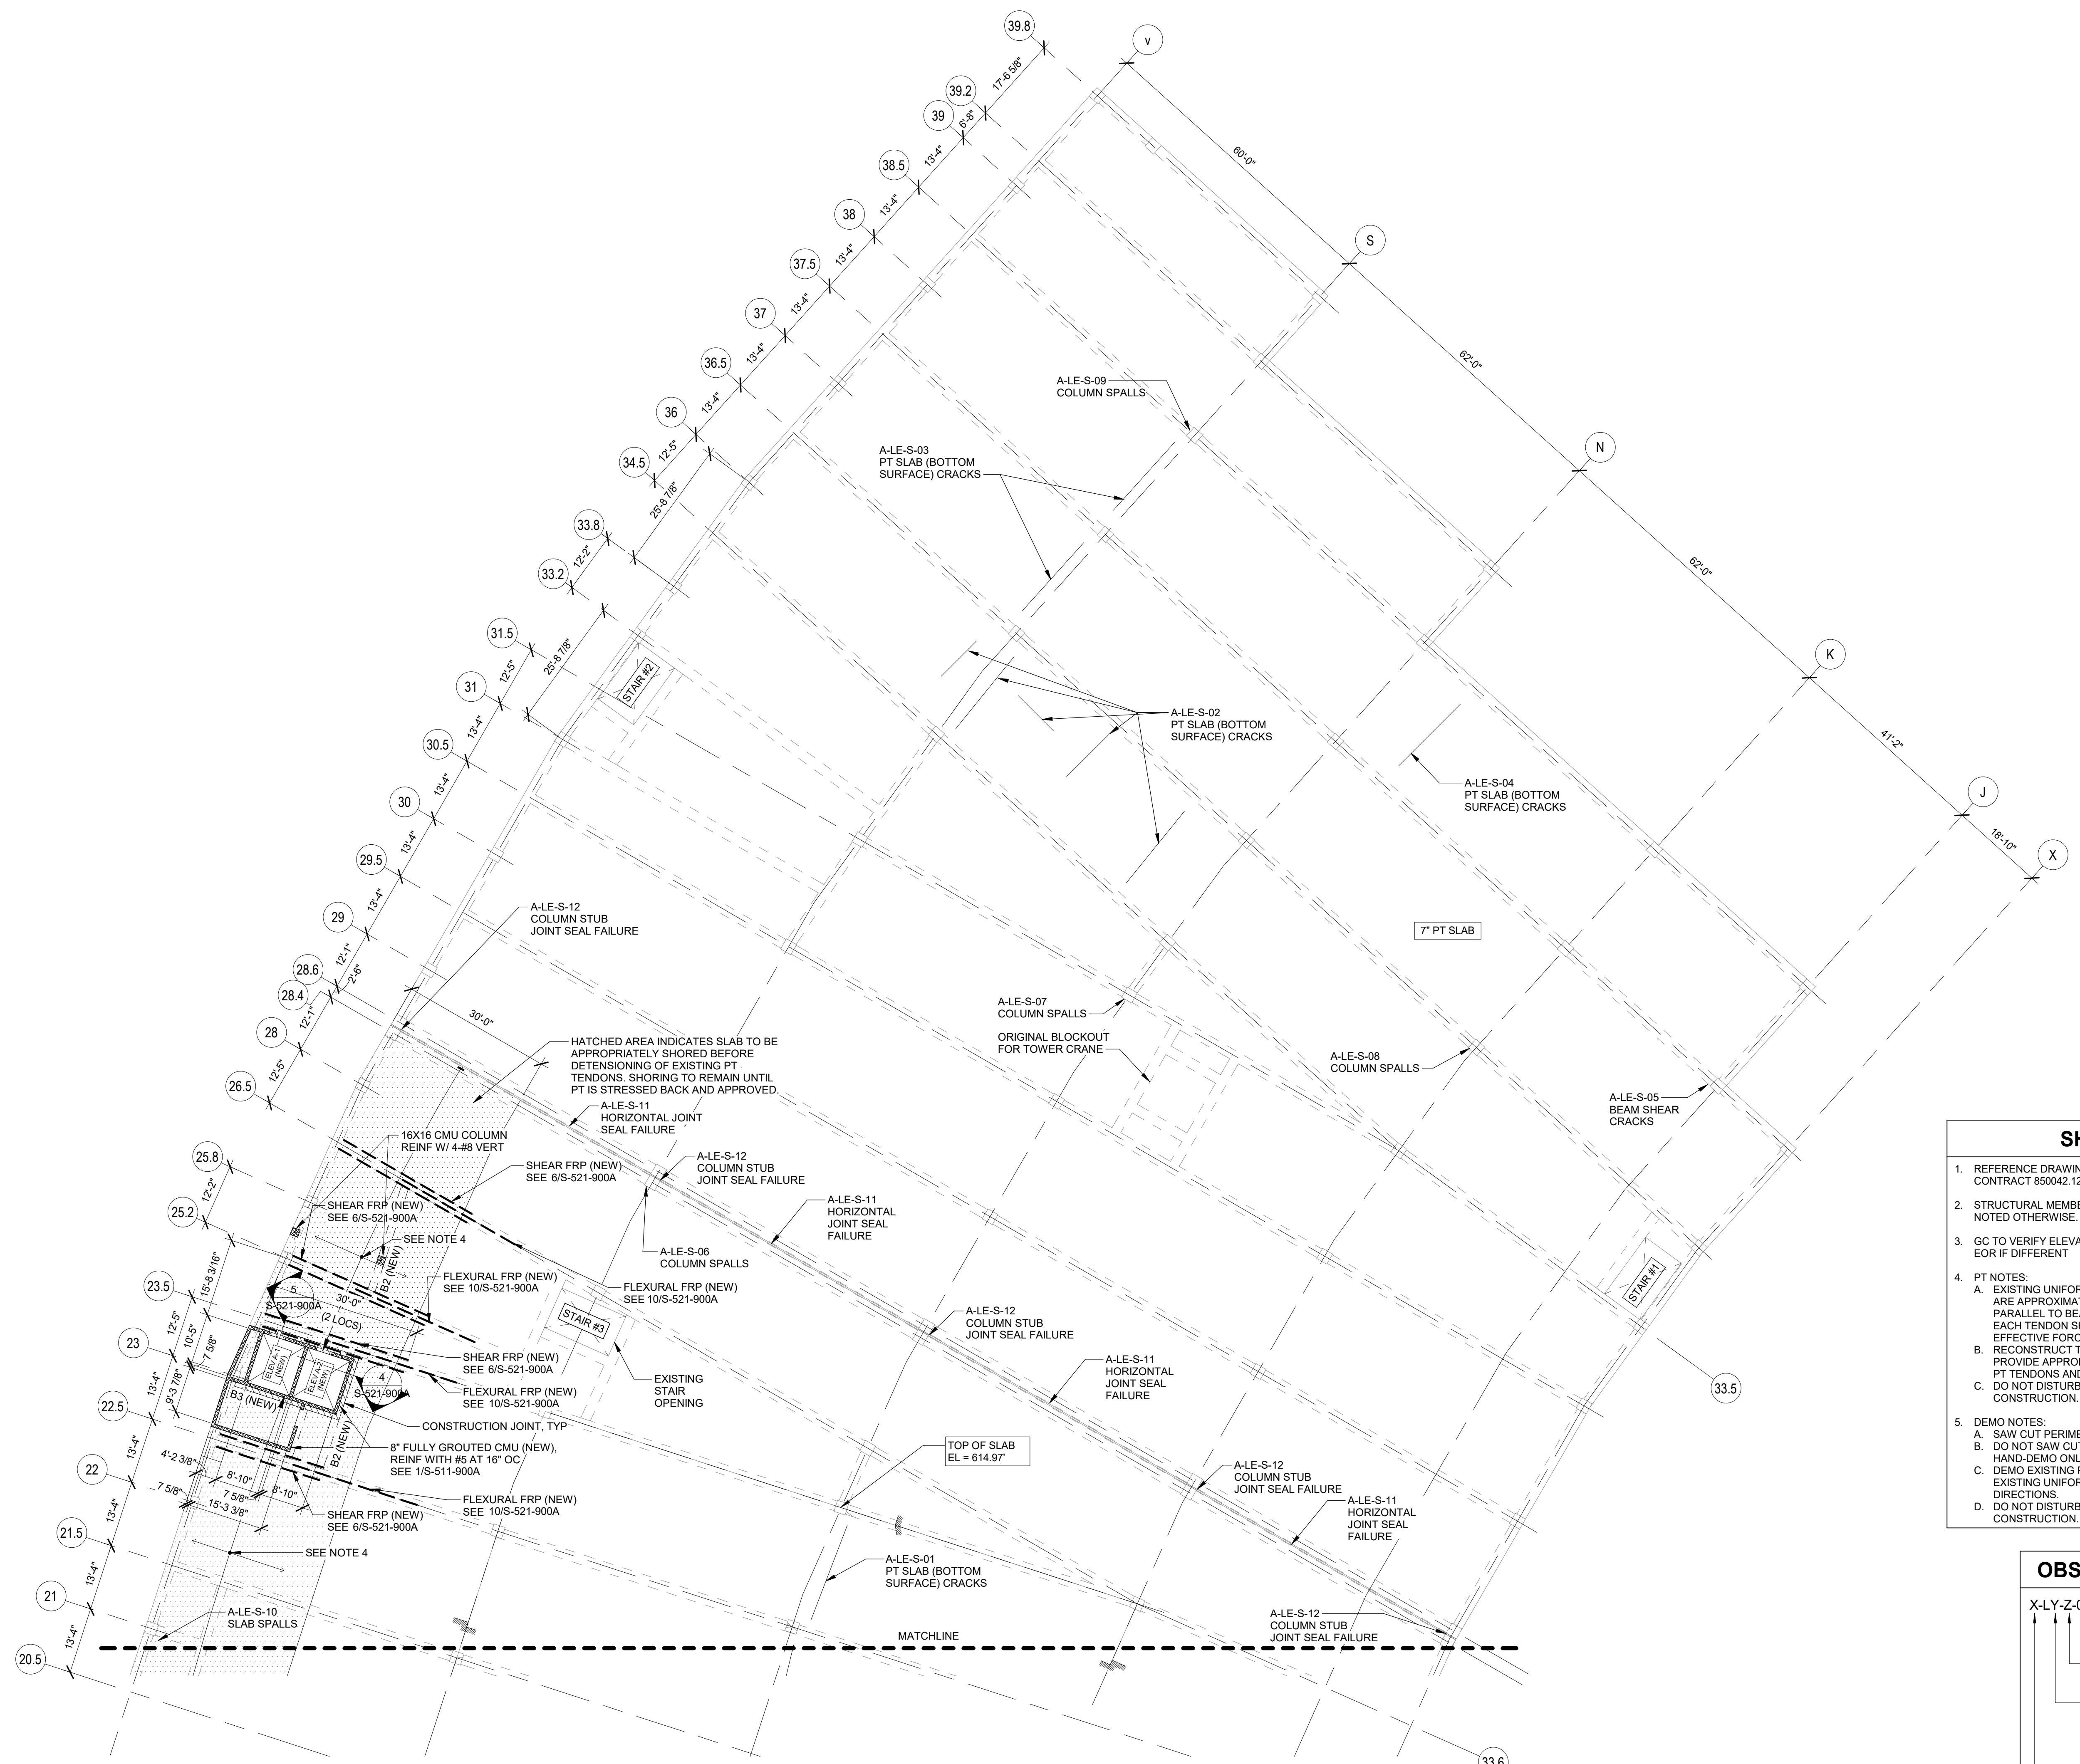 39.8
v
17'-6 5/8"
39.2
39
6'-8"
60'-0"
13'-4"
38.5
13'-4"
38
S
13'-4"
37.5
13'-4"
37
13'-4"
36.5
62'-0"
A-LE-S-09
COLUMN SPALLS
13'-4"
36
12'-5"
34.5
N
A-LE-S-03
PT SLAB (BOTTOM
SURFACE) CRACKS
25'-8 7/8"
33.8
12'-2"
33.2
62'-0"
31.5
25'-8 7/8"
12'-5"
31
STAIR #2
K
A-LE-S-02
PT SLAB (BOTTOM
SURFACE) CRACKS
13'-4"
30.5
41'-2"
13'-4"
30
A-LE-S-04
PT SLAB (BOTTOM
SURFACE) CRACKS
J
13'-4"
29.5
18'-10"
X
13'-4"
29
A-LE-S-12
COLUMN STUB
JOINT SEAL FAILURE
7" PT SLAB
12'-1"
28.6
2'-6"
28.4
12'-1"
30'-0"
28
A-LE-S-07
COLUMN SPALLS
ORIGINAL BLOCKOUT
FOR TOWER CRANE
HATCHED AREA INDICATES SLAB TO BE
APPROPRIATELY SHORED BEFORE
DETENSIONING OF EXISTING PT
TENDONS. SHORING TO REMAIN UNTIL
PT IS STRESSED BACK AND APPROVED.
A-LE-S-08
COLUMN SPALLS
12'-5"
26.5
A-LE-S-05
BEAM SHEAR
CRACKS
A-LE-S-11
HORIZONTAL JOINT
SEAL FAILURE
16X16 CMU COLUMN
REINF W/ 4-#8 VERT
25.8
SHEAR FRP (NEW)
SEE 6/S-521-900A
A-LE-S-12
COLUMN STUB
JOINT SEAL FAILURE
12'-2"
25.2
SHEAR FRP (NEW)
SEE 6/S-521-900A
A-LE-S-11
HORIZONTAL
JOINT SEAL
FAILURE
SEE NOTE 4
B2 (NEW)
A-LE-S-06
COLUMN SPALLS
15'-8 3/16"
FLEXURAL FRP (NEW)
SEE 10/S-521-900A
FLEXURAL FRP (NEW)
SEE 10/S-521-900A
23.5
5
S-521-900A
30'-0"
(2 LOCS)
STAIR #3
STAIR #1
A-LE-S-12
COLUMN STUB
JOINT SEAL FAILURE
12'-5"
10'-5"
23
7 5/8"
ELEV A-1
(NEW)
ELEV A-2
(NEW)
SHEAR FRP (NEW)
SEE 6/S-521-900A
A-LE-S-11
HORIZONTAL
JOINT SEAL
FAILURE
4
S-521-900A
EXISTING
STAIR
OPENING
33.5
13'-4"
9'-3 7/8"
B3 (NEW)
FLEXURAL FRP (NEW)
SEE 10/S-521-900A
22.5
CONSTRUCTION JOINT, TYP
B2 (NEW)
8" FULLY GROUTED CMU (NEW),
REINF WITH #5 AT 16" OC
SEE 1/S-511-900A
TOP OF SLAB
EL = 614.97'
13'-4"
4'-2 3/8"
22
8'-10"
7 5/8"
7 5/8"
8'-10"
15'-3 3/8"
A-LE-S-12
COLUMN STUB
JOINT SEAL FAILURE
FLEXURAL FRP (NEW)
SEE 10/S-521-900A
SHEAR FRP (NEW)
SEE 6/S-521-900A
A-LE-S-11
HORIZONTAL
JOINT SEAL
FAILURE
13'-4"
21.5
SEE NOTE 4
A-LE-S-01
PT SLAB (BOTTOM
SURFACE) CRACKS
13'-4"
21
A-LE-S-10
SLAB SPALLS
A-LE-S-12
COLUMN STUB
JOINT SEAL FAILURE
13'-4"
MATCHLINE
20.5
33.6
SH
1. REFERENCE DRAWIN
CONTRACT 850042.12
2. STRUCTURAL MEMBE
NOTED OTHERWISE.
3. GC TO VERIFY ELEVA
EOR IF DIFFERENT
4. PT NOTES:
A. EXISTING UNIFOR
ARE APPROXIMAT
PARALLEL TO BEA
EACH TENDON SH
EFFECTIVE FORC
B. RECONSTRUCT T
PROVIDE APPROP
PT TENDONS AND
C. DO NOT DISTURB
CONSTRUCTION.
5. DEMO NOTES:
A. SAW CUT PERIME
B. DO NOT SAW CUT
HAND-DEMO ONL
C. DEMO EXISTING P
EXISTING UNIFOR
DIRECTIONS.
D. DO NOT DISTURB
CONSTRUCTION.
OBS
X-LY-Z-0